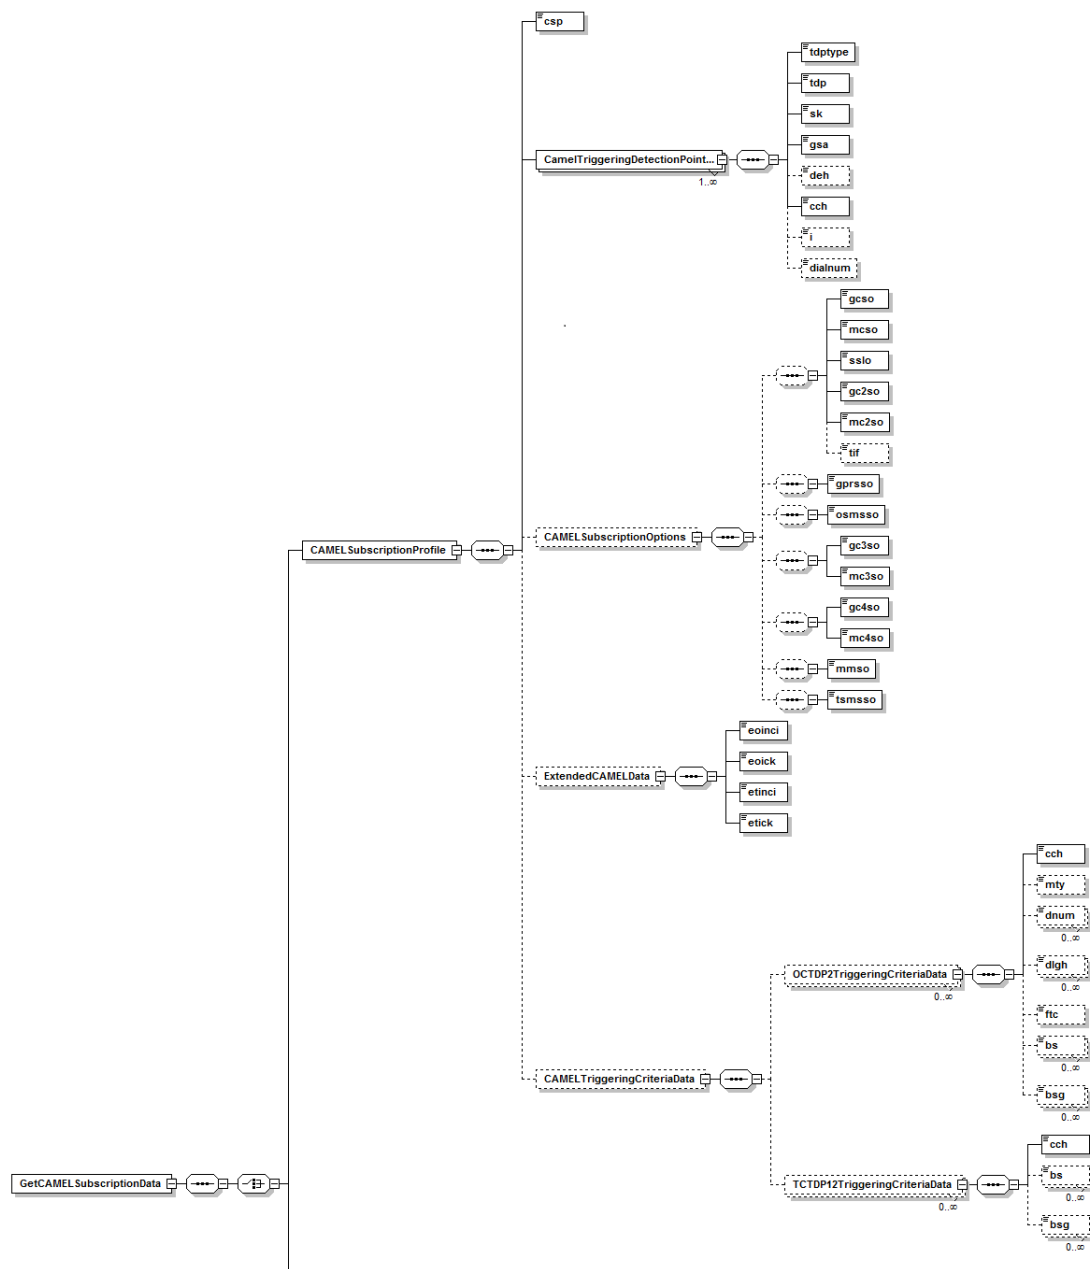 csp
tdptype
tdp
sk
gsa
CamelTriggeringDetectionPoint...
1..∞
deh
cch
i
dialnum
gcso
mcso
sslo
gc2so
mc2so
tif
gprsso
osmsso
CAMELSubscriptionOptions
gc3so
CAMELSubscriptionProfile
mc3so
gc4so
mc4so
mmso
tsmsso
eoinci
eoick
ExtendedCAMELData
etinci
etick
cch
mty
dnum
0..∞
OCTDP2TriggeringCriteriaData
0..∞
dlgh
0..∞
ftc
bs
0..∞
CAMELTriggeringCriteriaData
bsg
0..∞
cch
GetCAMELSubscriptionData
TCTDP12TriggeringCriteriaData
0..∞
bs
0..∞
bsg
0..∞